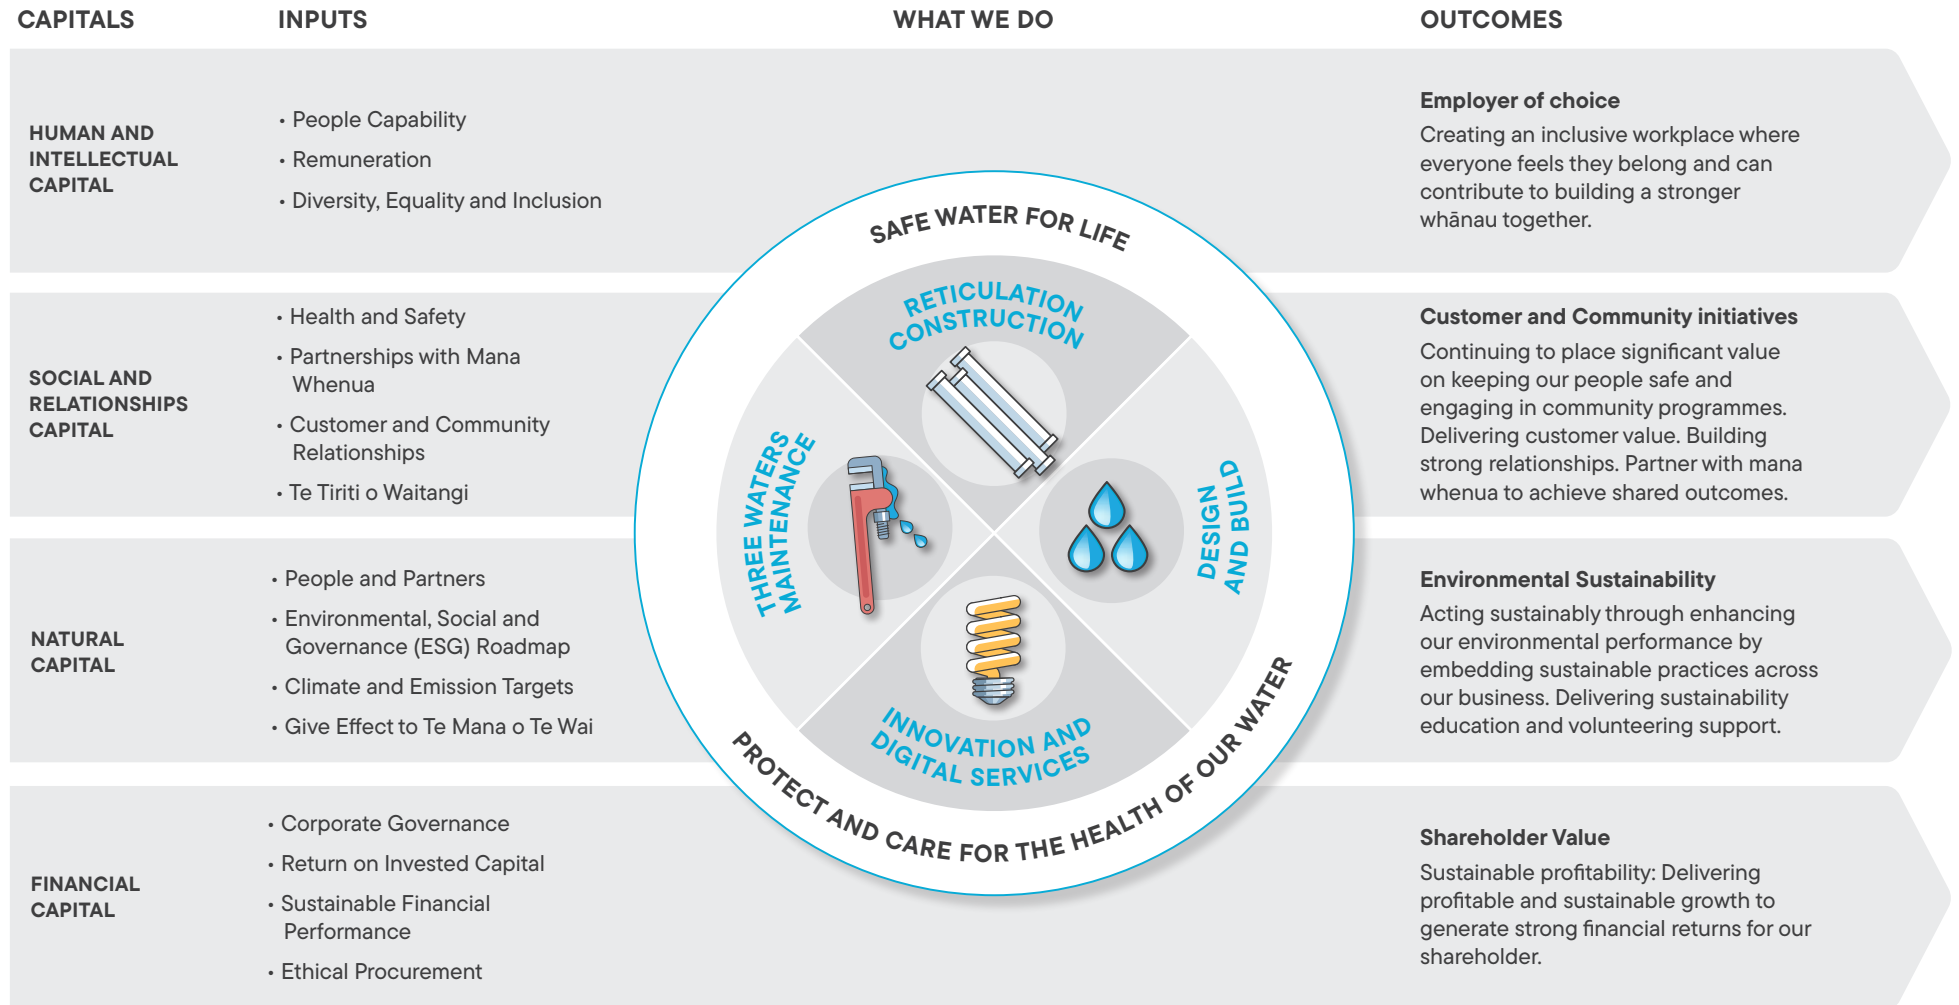 CAPITALS
INPUTS
WHAT WE DO
OUTCOMES
HUMAN AND
INTELLECTUAL
CAPITAL
• People Capability
• Remuneration
• Diversity, Equality and Inclusion
Employer of choice
Creating an inclusive workplace where
everyone feels they belong and can
contribute to building a stronger
whānau together.
SOCIAL AND
RELATIONSHIPS
CAPITAL
• Health and Safety
• Partnerships with Mana
Whenua
• Customer and Community
Relationships
• Te Tiriti o Waitangi
Customer and Community initiatives
Continuing to place significant value
on keeping our people safe and
engaging in community programmes.
Delivering customer value. Building
strong relationships. Partner with mana
whenua to achieve shared outcomes.
NATURAL
CAPITAL
• People and Partners
• Environmental, Social and
Governance (ESG) Roadmap
• Climate and Emission Targets
• Give Effect to Te Mana o Te Wai
Environmental Sustainability
Acting sustainably through enhancing
our environmental performance by
embedding sustainable practices across
our business. Delivering sustainability
education and volunteering support.
FINANCIAL
CAPITAL
• Corporate Governance
• Return on Invested Capital
• Sustainable Financial
Performance
• Ethical Procurement
Shareholder Value
Sustainable profitability: Delivering
profitable and sustainable growth to
generate strong financial returns for our
shareholder.
SAFE WATER FOR LIFE
RETICULATION
CONSTRUCTION
THREE WATERS
MAINTENANCE
DESIGN
AND BUILD
INNOVATION AND
DIGITAL SERVICES
PROTECT AND CARE FOR THE HEALTH OF OUR WATER